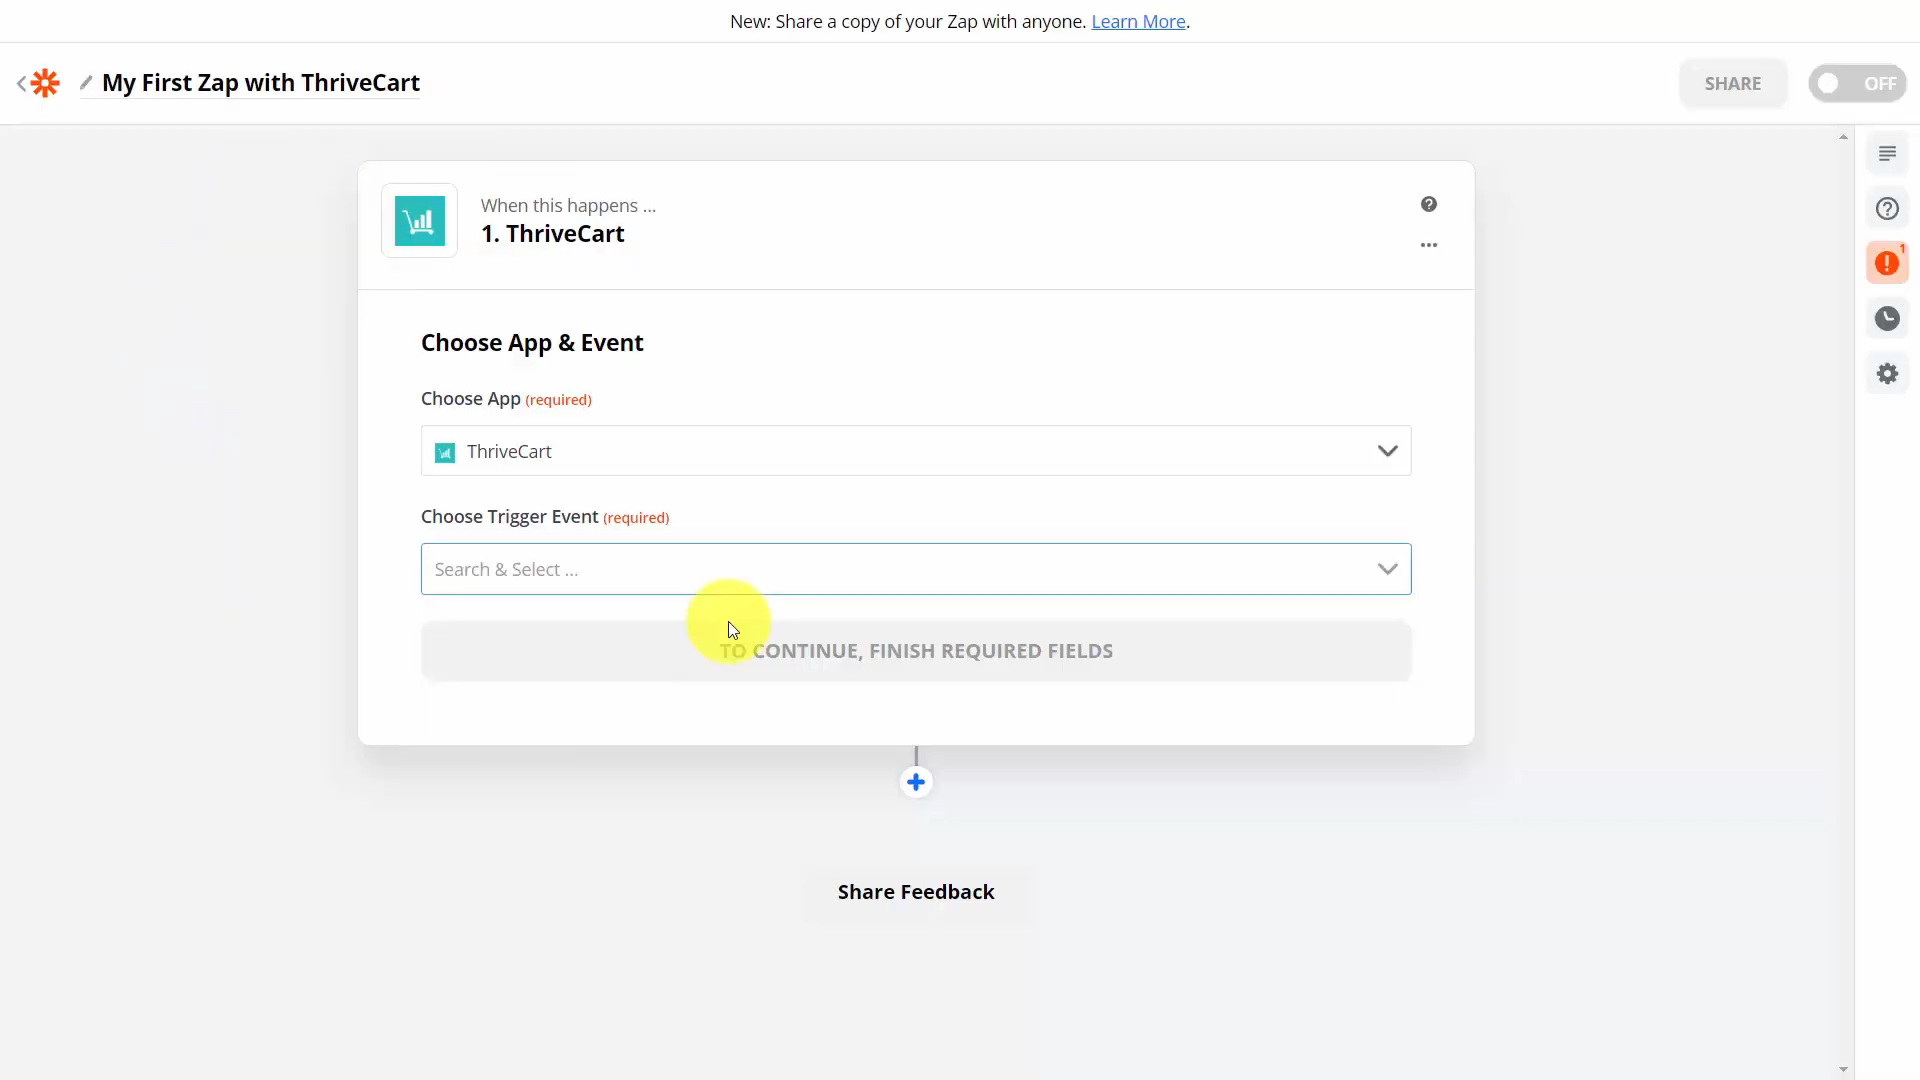 New: Share a copy of your Zap with anyone. Learn More.
My First Zap with ThriveCart
SHARE
OFF
When this happens ...
1. ThriveCart
1
Choose App & Event
Choose App (required)
ThriveCart
Choose Trigger Event (required)
Search & Select ...
TO CONTINUE, FINISH REQUIRED FIELDS
Share Feedback